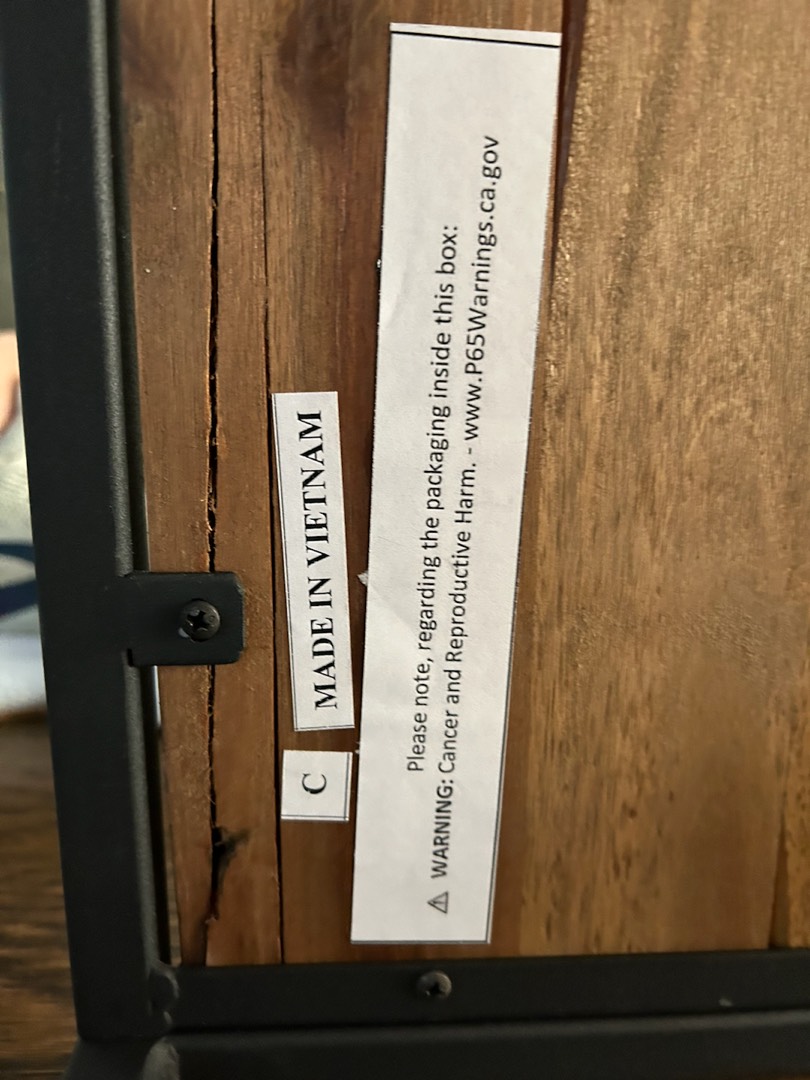 C
MADE IN VIETNAM
Please note, regarding the packaging inside this box:
⚠ WARNING: Cancer and Reproductive Harm. - www.P65Warnings.ca.gov